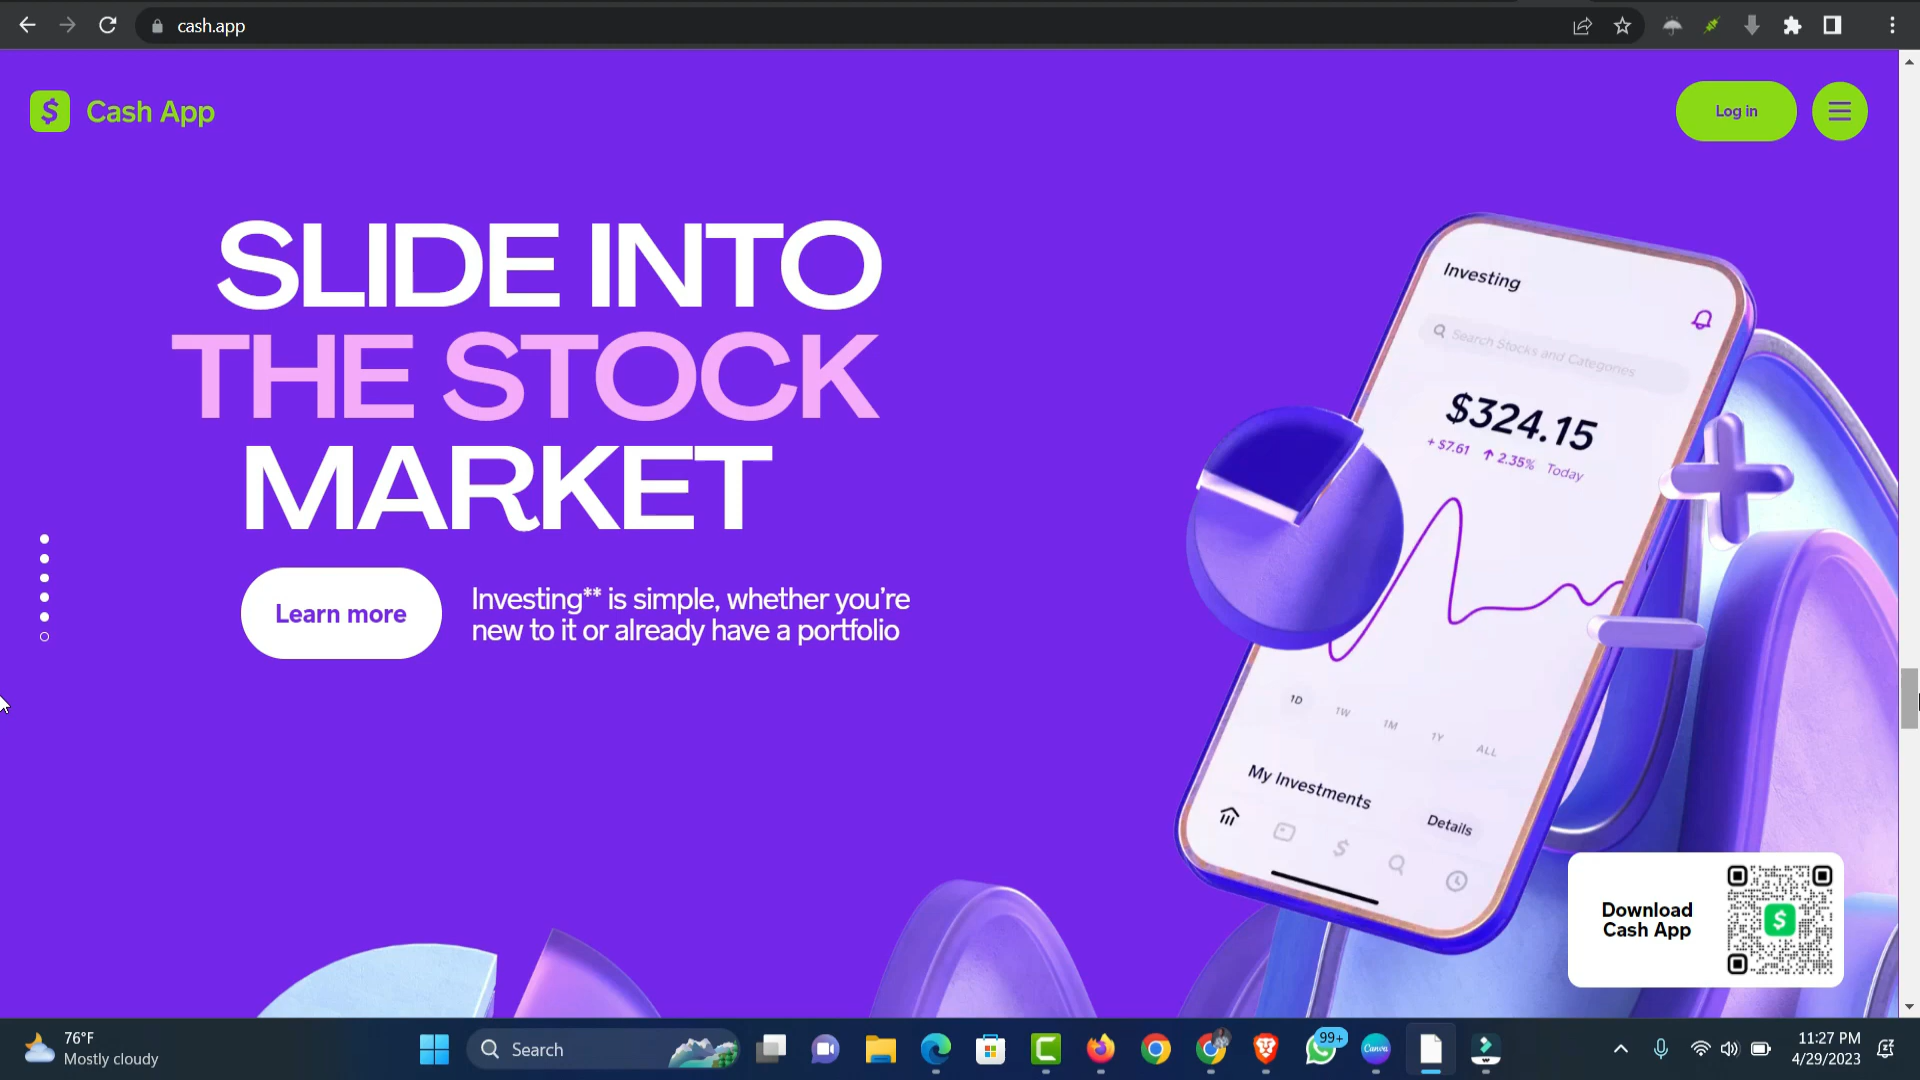 cash.app
$ Cash App
Log in
SLIDE INTO
THE STOCK
MARKET
Learn more
Investing** is simple, whether you're
new to it or already have a portfolio
Investing
Search Stocks and Categories
$324.15
+ $7.61 ↑ 2.35% Today
1D 1W 1M 1Y ALL
My Investments
Details
$
Download
Cash App
$
76°F
Mostly cloudy
Search
99+
Canva
11:27 PM
4/29/2023